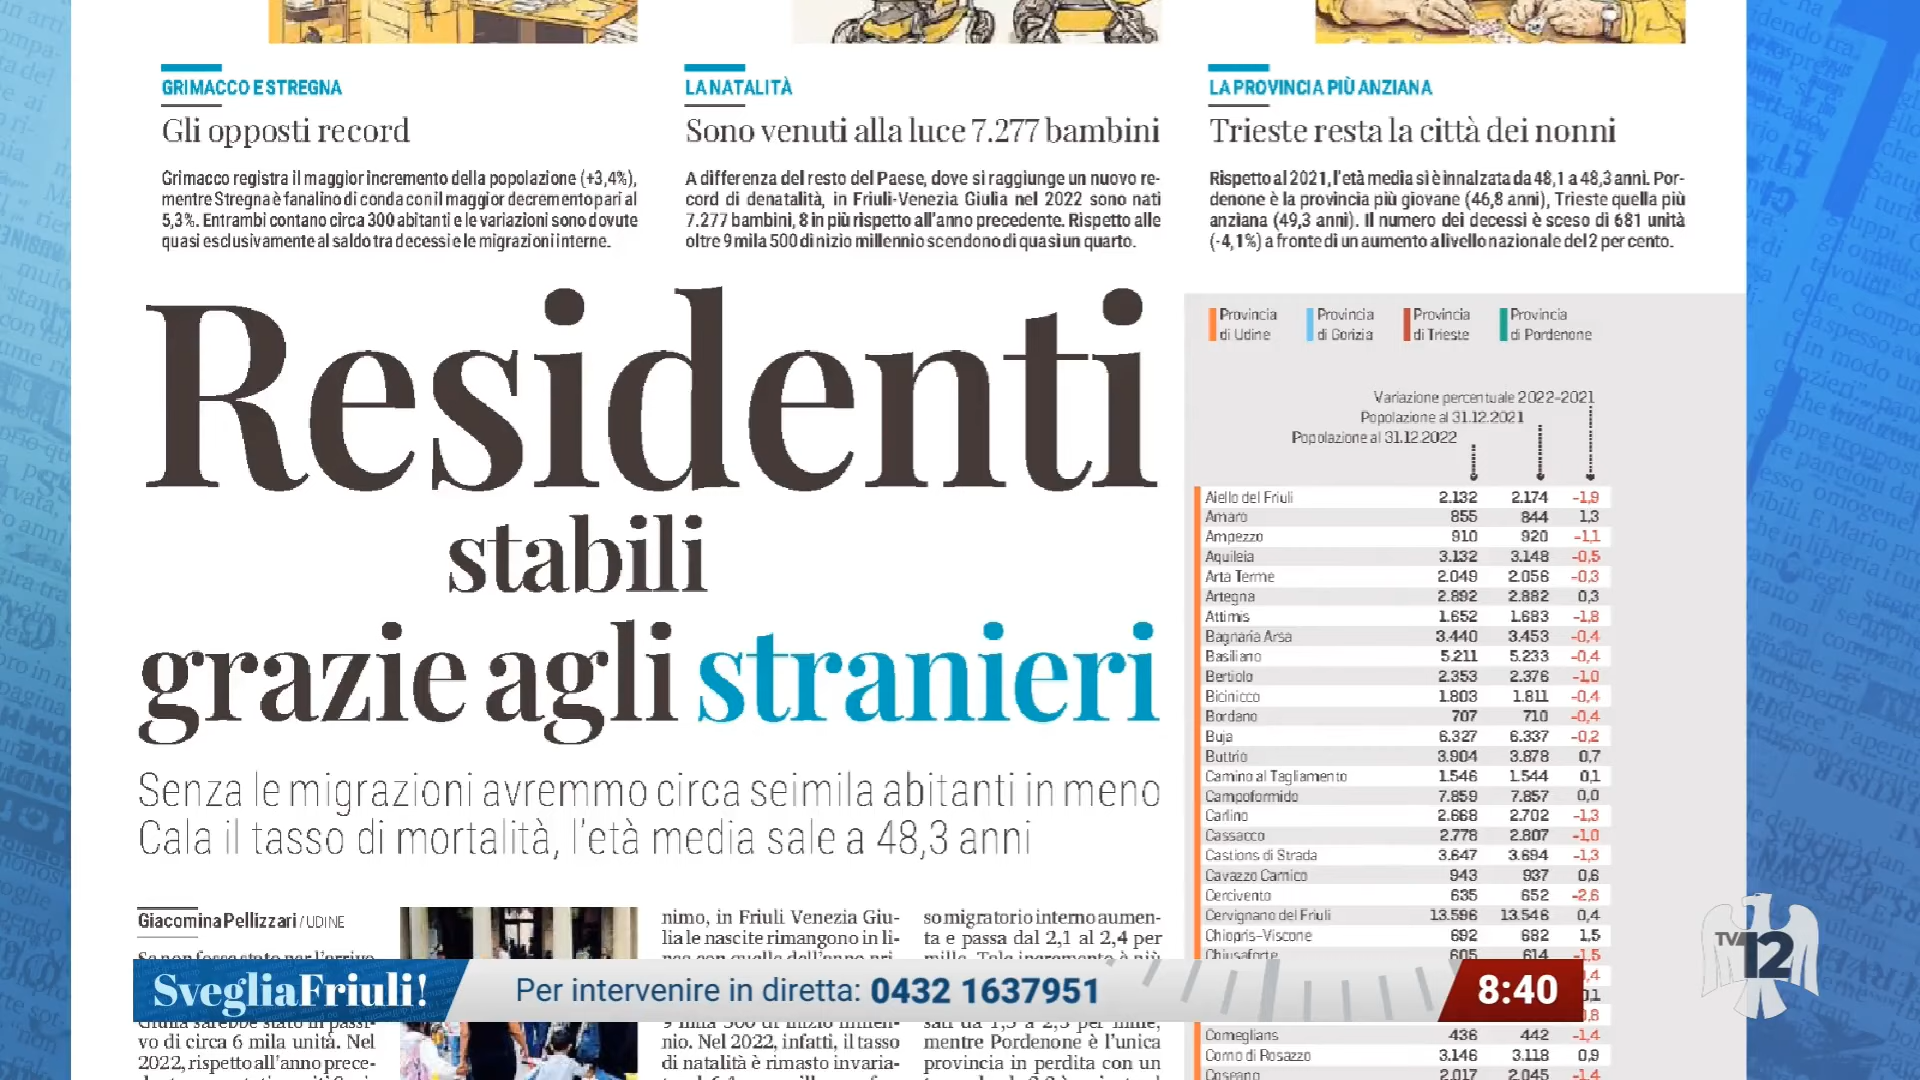 GRIMACCO E STREGNA
Gli opposti record
Grimacco registra il maggior incremento della popolazione (+3,4%),
mentre Stregna è fanalino di conda con il maggior decremento pari al
5,3%. Entrambi contano circa 300 abitanti e le variazioni sono dovute
quasi esclusivamente al saldo tra decessi e le migrazioni interne.
LA NATALITÀ
Sono venuti alla luce 7.277 bambini
A differenza del resto del Paese, dove si raggiunge un nuovo re-
cord di denatalità, in Friuli-Venezia Giulia nel 2022 sono nati
7.277 bambini, 8 in più rispetto all'anno precedente. Rispetto alle
oltre 9 mila 500 di nizio millennio scendono di quasi un quarto.
LA PROVINCIA PIÙ ANZIANA
Trieste resta la città dei nonni
Rispetto al 2021, l'età media si è innalzata da 48,1 a 48,3 anni. Por-
denone è la provincia più giovane (46,8 anni), Trieste quella più
anziana (49,3 anni). Il numero dei decessi è sceso di 681 unità
(-4,1%) a fronte di un aumento a livello nazionale del 2 per cento.
Residenti
stabili
grazie agli stranieri
Senza le migrazioni avremmo circa seimila abitanti in meno
Cala il tasso di mortalità, l'età media sale a 48,3 anni
Giacomina Pellizzari / UDINE
vo di circa 6 mila unità. Nel
2022, rispetto all'anno prece-
nimo, in Friuli Venezia Giu-
lia le nascite rimangono in li-
nio. Nel 2022, infatti, il tasso
di natalità è rimasto invaria-
so migratorio interno aumen-
ta e passa dal 2,1 al 2,4 per
mentre Pordenone è l'unica
provincia in perdita con un
Provincia di Udine
Provincia di Gorizia
Provincia di Trieste
Provincia di Pordenone
Variazione percentuale 2022-2021
Popolazione al 31.12.2021
Popolazione al 31.12.2022
Aiello del Friuli 2.132 2.174 -1,9
Amaro 855 844 1,3
Ampezzo 910 920 -1,1
Aquileia 3.132 3.148 -0,5
Arta Terme 2.049 2.056 -0,3
Artegna 2.892 2.882 0,3
Attimis 1.652 1.683 -1,8
Bagnaria Arsa 3.440 3.453 -0,4
Basiliano 5.211 5.233 -0,4
Bertiolo 2.353 2.376 -1,0
Bicinicco 1.803 1.811 -0,4
Bordano 707 710 -0,4
Buja 6.327 6.337 -0,2
Buttrio 3.904 3.878 0,7
Camino al Tagliamento 1.546 1.544 0,1
Campoformido 7.859 7.857 0,0
Carlino 2.668 2.702 -1,3
Cassacco 2.778 2.807 -1,0
Castions di Strada 3.647 3.694 -1,3
Cavazzo Carnico 943 937 0,6
Cercivento 635 652 -2,6
Cervignano del Friuli 13.596 13.546 0,4
Chiopris-Viscone 692 682 1,5
Chiusaforte 605 614 -1,5
Comeglians 436 442 -1,4
Corno di Rosazzo 3.146 3.118 0,9
Coseano 2.017 2.045 -1,4
SvegliaFriuli!
Per intervenire in diretta: 0432 1637951
8:40
TV 12